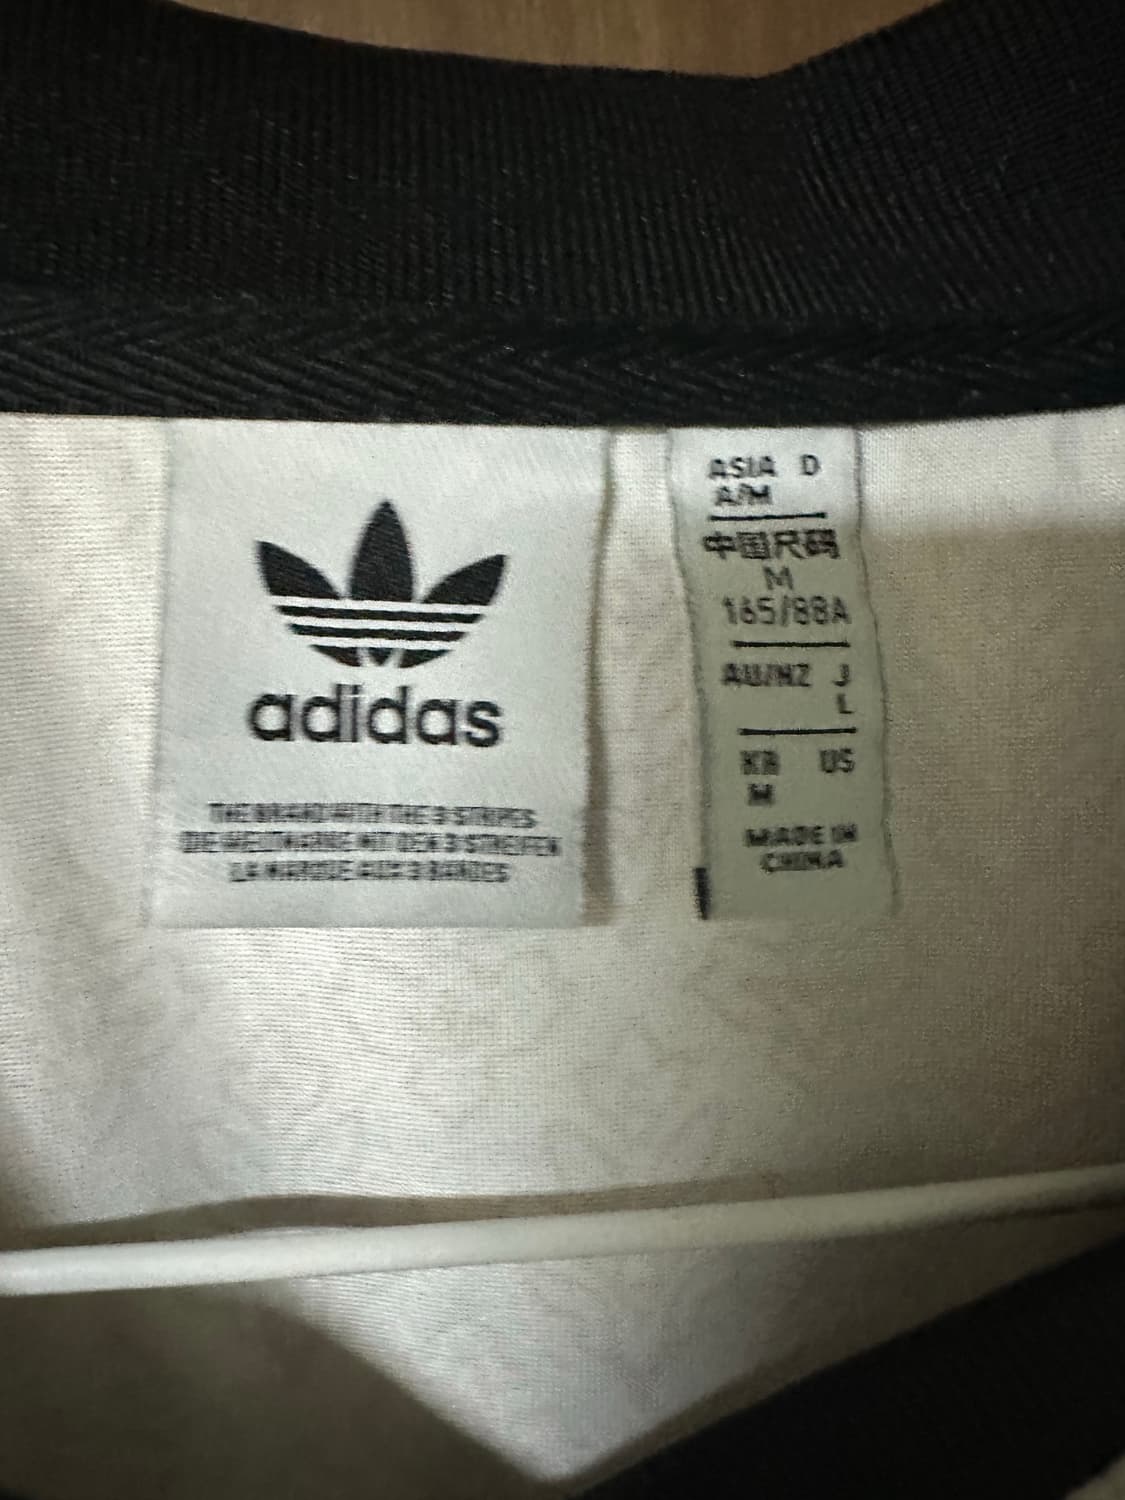 adidas
THE BRAND WITH THE 3 STRIPES
DIE WELTMARKE MIT DEN 3 STREIFEN
LA MARQUE AUX 3 BANDES
ASIA D
A/M
中国尺码
M
165/88A
AU/NZ J
L
KR US
M
MADE IN
CHINA